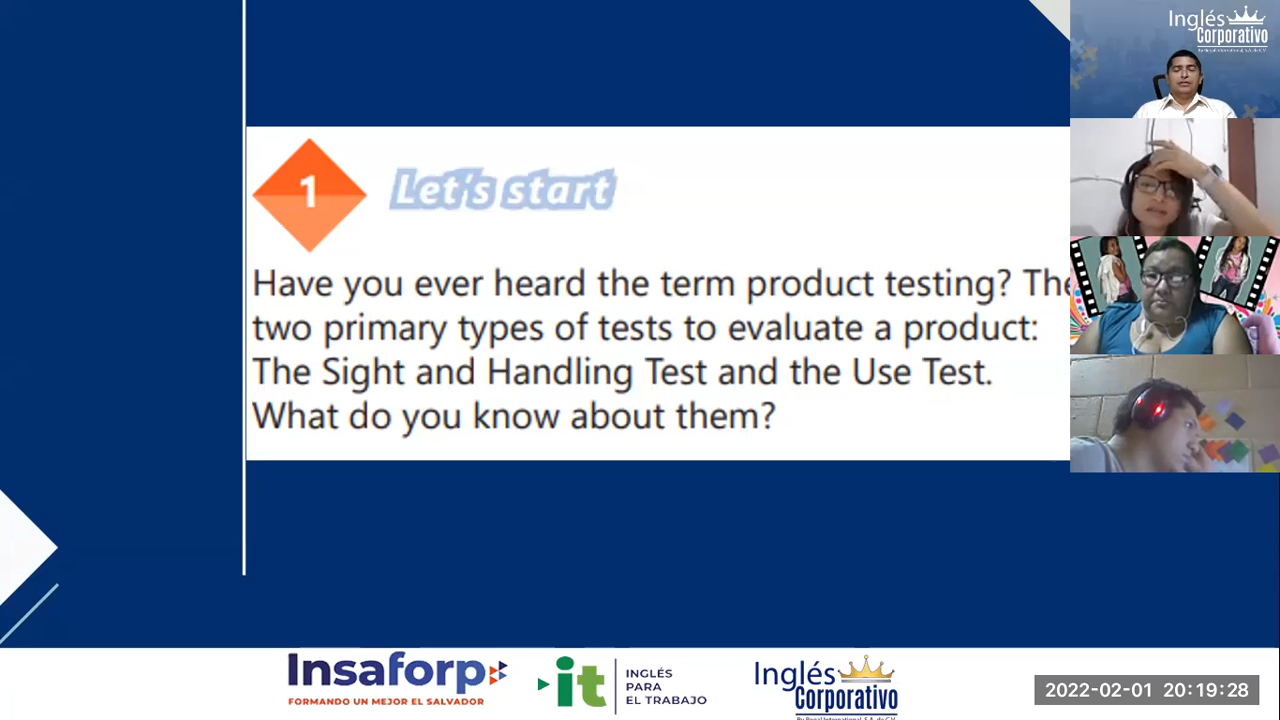 Inglés
Corporativo
1
Let's start
Have you ever heard the term product testing? The
two primary types of tests to evaluate a product:
The Sight and Handling Test and the Use Test.
What do you know about them?
Insaforp
FORMANDO UN MEJOR EL SALVADOR
it
INGLÉS
PARA
EL TRABAJO
Inglés
Corporativo
2022-02-01 20:19:28